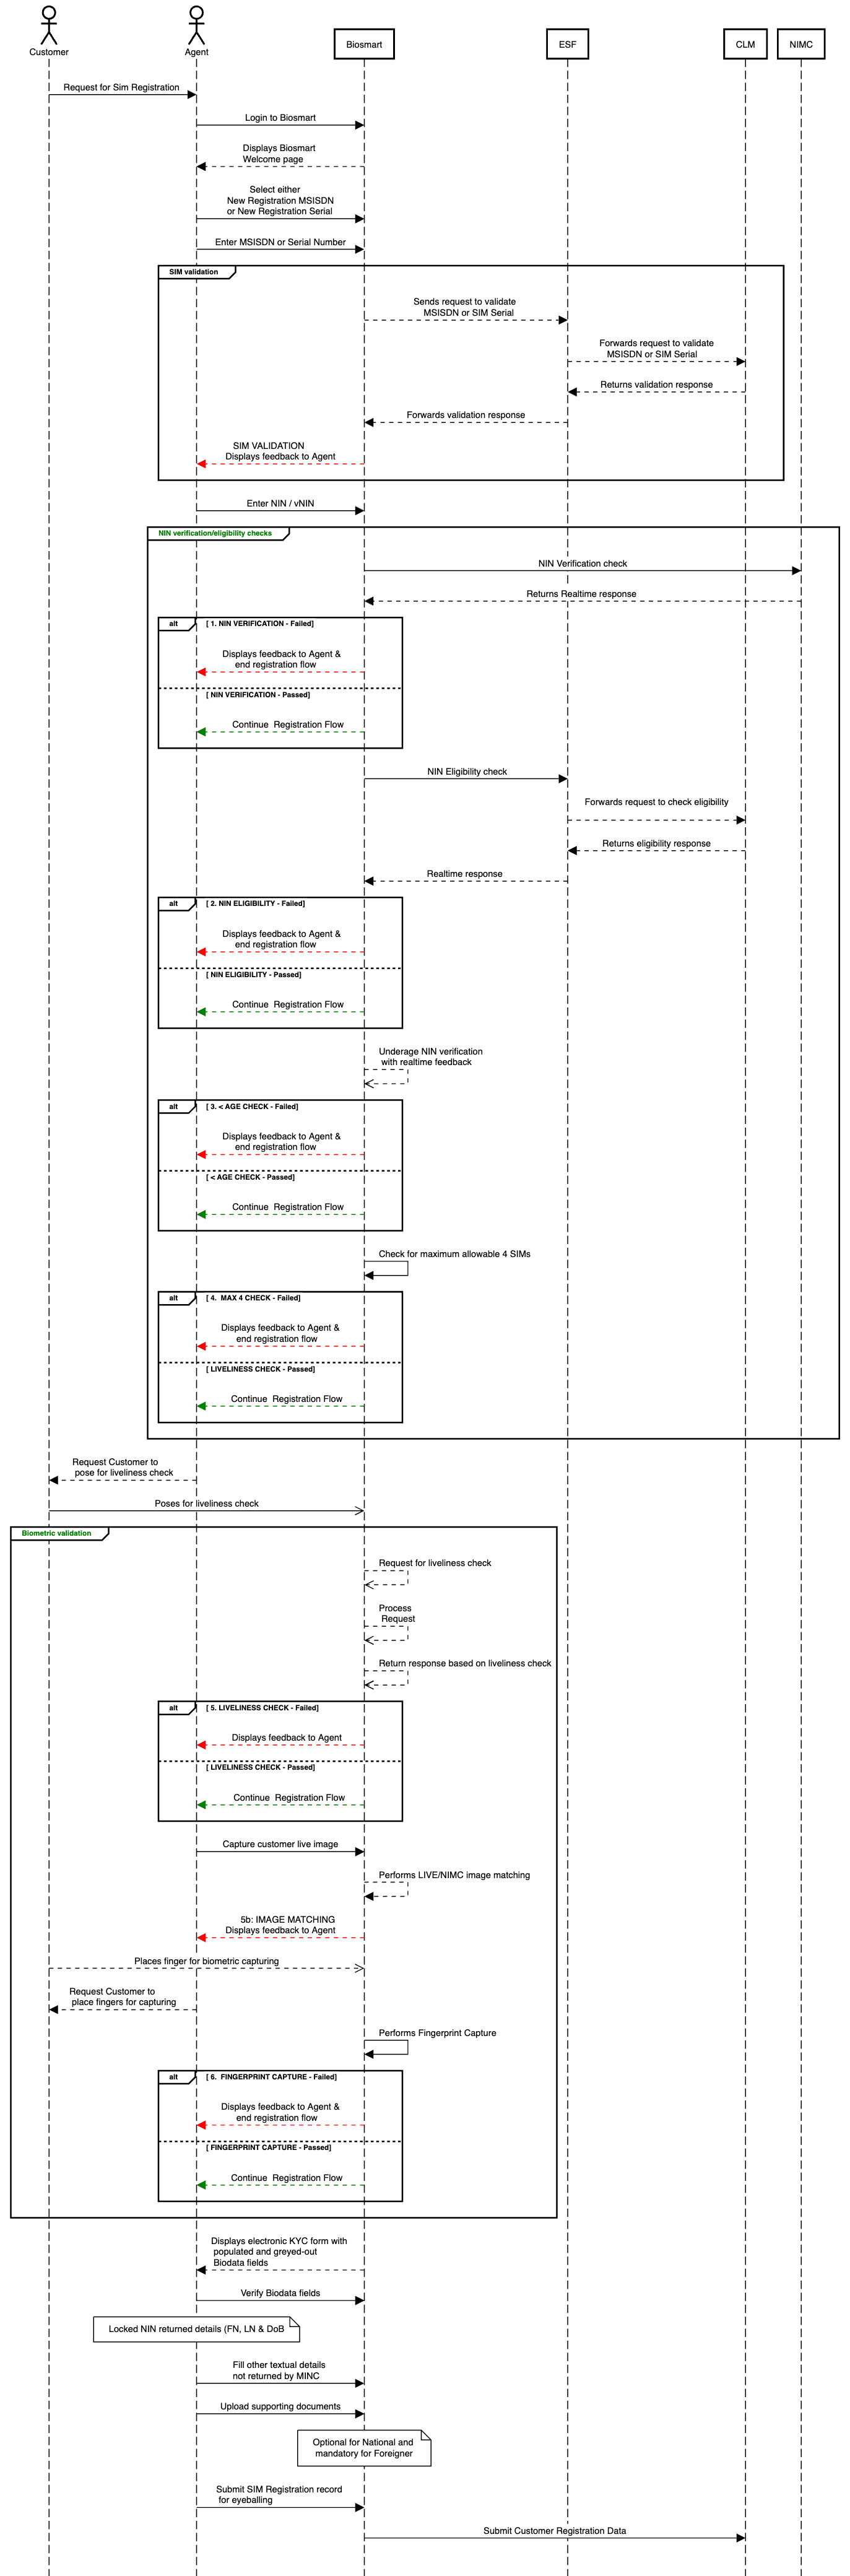 Customer
Agent
Biosmart
ESF
CLM
NIMC
Request for Sim Registration
Login to Biosmart
Displays Biosmart
Welcome page
Select either
New Registration MSISDN
or New Registration Serial
Enter MSISDN or Serial Number
SIM validation
Sends request to validate
MSISDN or SIM Serial
Forwards request to validate
MSISDN or SIM Serial
Returns validation response
Forwards validation response
SIM VALIDATION
Displays feedback to Agent
Enter NIN / vNIN
NIN verification/eligibility checks
NIN Verification check
Returns Realtime response
alt
[ 1. NIN VERIFICATION - Failed]
Displays feedback to Agent &
end registration flow
[ NIN VERIFICATION - Passed]
Continue Registration Flow
NIN Eligibility check
Forwards request to check eligibility
Returns eligibility response
Realtime response
alt
[ 2. NIN ELIGIBILITY - Failed]
Displays feedback to Agent &
end registration flow
[ NIN ELIGIBILITY - Passed]
Continue Registration Flow
Underage NIN verification
with realtime feedback
alt
[ 3. < AGE CHECK - Failed]
Displays feedback to Agent &
end registration flow
[ < AGE CHECK - Passed]
Continue Registration Flow
Check for maximum allowable 4 SIMs
alt
[ 4. MAX 4 CHECK - Failed]
Displays feedback to Agent &
end registration flow
[ LIVELINESS CHECK - Passed]
Continue Registration Flow
Request Customer to
pose for liveliness check
Poses for liveliness check
Biometric validation
Request for liveliness check
Process
Request
Return response based on liveliness check
alt
[ 5. LIVELINESS CHECK - Failed]
Displays feedback to Agent
[ LIVELINESS CHECK - Passed]
Continue Registration Flow
Capture customer live image
Performs LIVE/NIMC image matching
5b: IMAGE MATCHING
Displays feedback to Agent
Places finger for biometric capturing
Request Customer to
place fingers for capturing
Performs Fingerprint Capture
alt
[ 6. FINGERPRINT CAPTURE - Failed]
Displays feedback to Agent &
end registration flow
[ FINGERPRINT CAPTURE - Passed]
Continue Registration Flow
Displays electronic KYC form with
populated and greyed-out
Biodata fields
Verify Biodata fields
Locked NIN returned details (FN, LN & DoB
Fill other textual details
not returned by MINC
Upload supporting documents
Optional for National and
mandatory for Foreigner
Submit SIM Registration record
for eyeballing
Submit Customer Registration Data